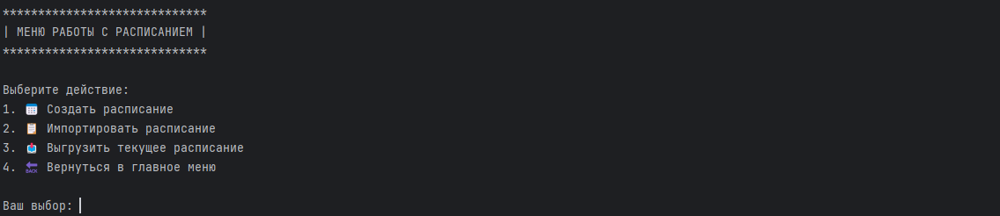 *****************************
| МЕНЮ РАБОТЫ С РАСПИСАНИЕМ |
*****************************
Выберите действие:
1. 📅 Создать расписание
2. 📋 Импортировать расписание
3. 📤 Выгрузить текущее расписание
4. 🔙 Вернуться в главное меню
Ваш выбор: